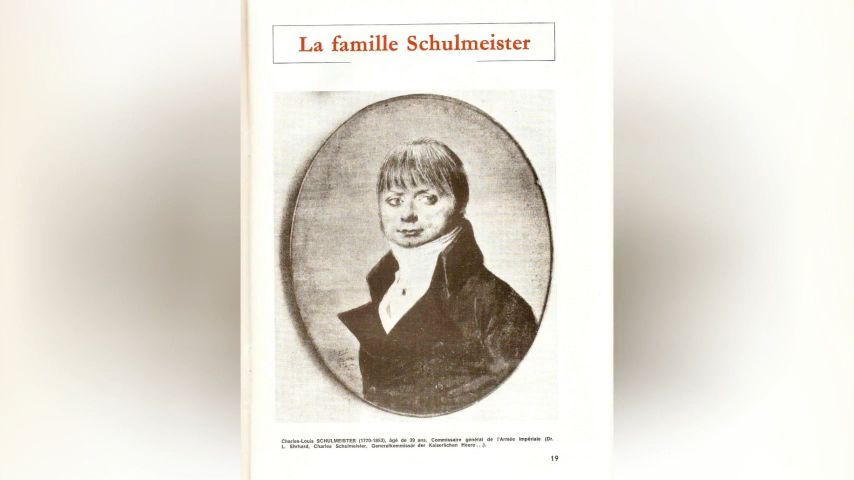 La famille Schulmeister
Charles-Louis SCHULMEISTER (1770-1853), âgé de 39 ans, Commissaire général de l'Armée Impériale (Dr.
L. Ehrhard, Charles Schulmeister, Generalkommissär der Kaiserlichen Heere . . .).
19